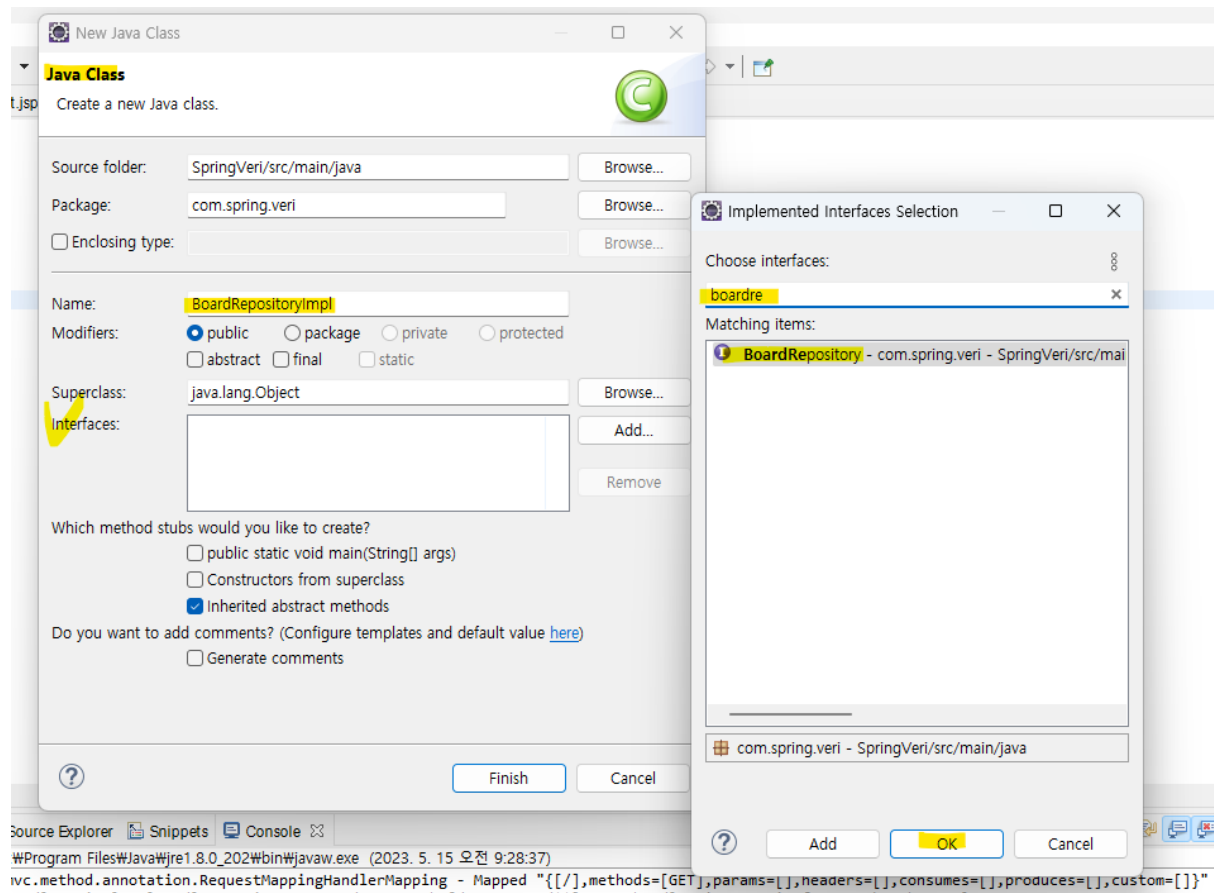 New Java Class
Java Class
Create a new Java class.
t.jsp
Source folder: SpringVeri/src/main/java Browse...
Package: com.spring.veri Browse...
Enclosing type: Browse...
Name: BoardRepositoryImpl
Modifiers: public package private protected
abstract final static
Superclass: java.lang.Object Browse...
Interfaces: Add...
Remove
Which method stubs would you like to create?
public static void main(String[] args)
Constructors from superclass
Inherited abstract methods
Do you want to add comments? (Configure templates and default value here)
Generate comments
? Finish Cancel
Implemented Interfaces Selection
Choose interfaces:
boardre
Matching items:
BoardRepository - com.spring.veri - SpringVeri/src/mai
com.spring.veri - SpringVeri/src/main/java
? Add OK Cancel
Source Explorer Snippets Console
:₩Program Files₩Java₩jre1.8.0_202₩bin₩javaw.exe (2023. 5. 15 오전 9:28:37)
vc.method.annotation.RequestMappingHandlerMapping - Mapped "{[/],methods=[GET],params=[],headers=[],consumes=[],produces=[],custom=[]}"